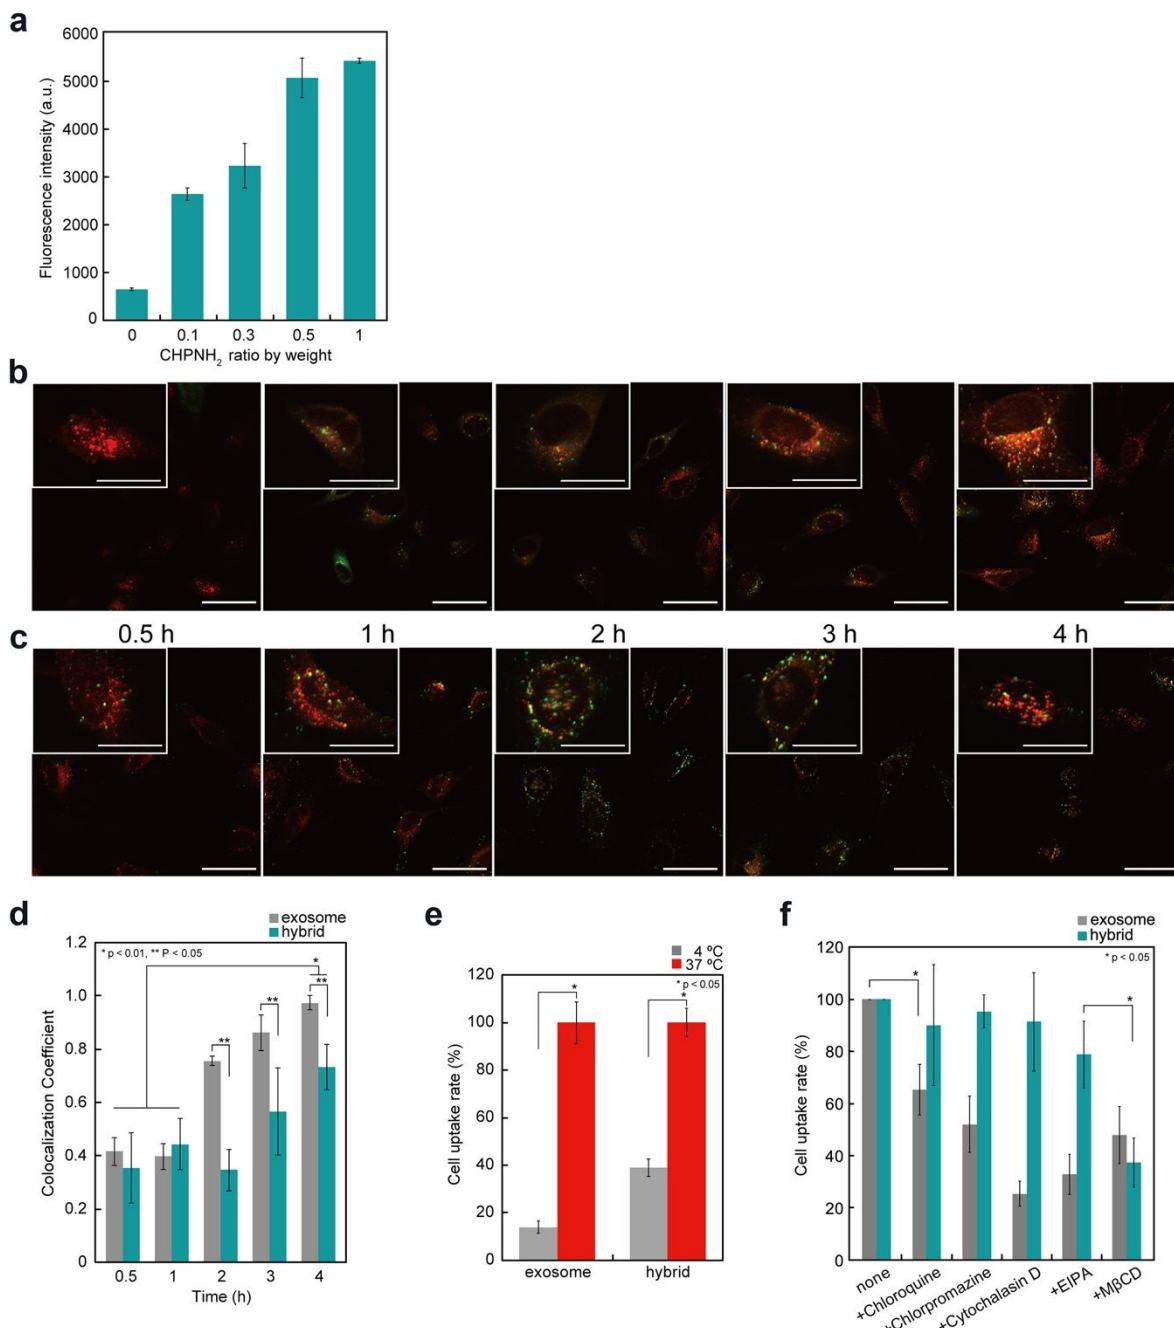 a
6000
5000
4000
3000
2000
1000
0
Fluorescence intensity (a.u.)
0 0.1 0.3 0.5 1
CHPNH2 ratio by weight
b
0.5 h 1 h 2 h 3 h 4 h
c
d
exosome
hybrid
* p < 0.01, ** P < 0.05
*
**
**
**
1.2
1.0
0.8
0.6
0.4
0.2
0
Colocalization Coefficient
0.5 1 2 3 4
Time (h)
e
4 ºC
37 ºC
* p < 0.05
*
*
120
100
80
60
40
20
0
Cell uptake rate (%)
exosome hybrid
f
exosome
hybrid
* p < 0.05
*
*
120
100
80
60
40
20
0
Cell uptake rate (%)
none
+Chloroquine
+Chlorpromazine
+Cytochalasin D
+EIPA
+MβCD